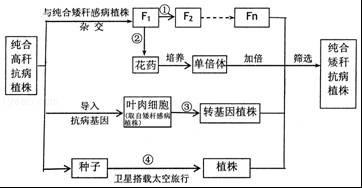 与纯合矮秆感病植株
杂 交
F₁
①
F₂
Fn
②
花药
培养
单倍体
加倍
筛选
纯合高秆抗病植株
纯合矮秆抗病植株
导入
抗病基因
叶肉细胞
(取自矮秆感病植株)
③
转基因植株
种子
④
卫星搭载太空旅行
植株